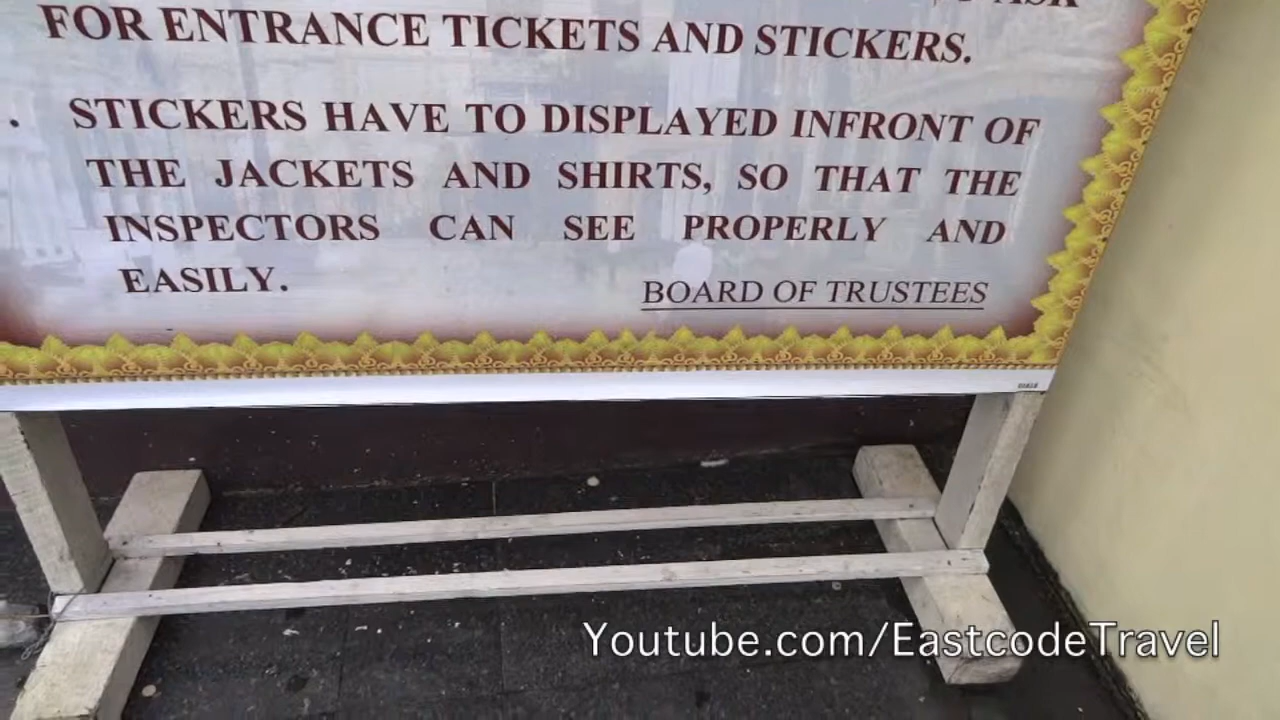 ASK
FOR ENTRANCE TICKETS AND STICKERS.
. STICKERS HAVE TO DISPLAYED INFRONT OF
THE JACKETS AND SHIRTS, SO THAT THE
INSPECTORS CAN SEE PROPERLY AND
EASILY.
BOARD OF TRUSTEES
Youtube.com/EastcodeTravel